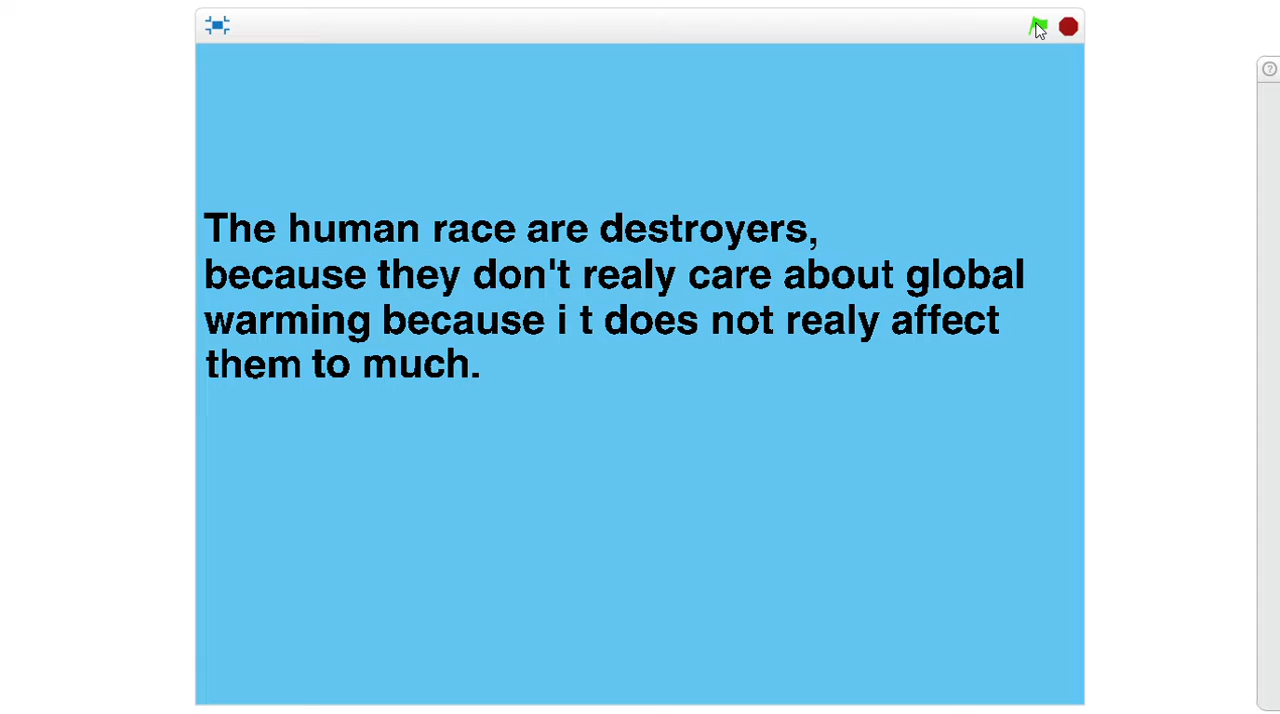 The human race are destroyers,
because they don't realy care about global
warming because i t does not realy affect
them to much.
?